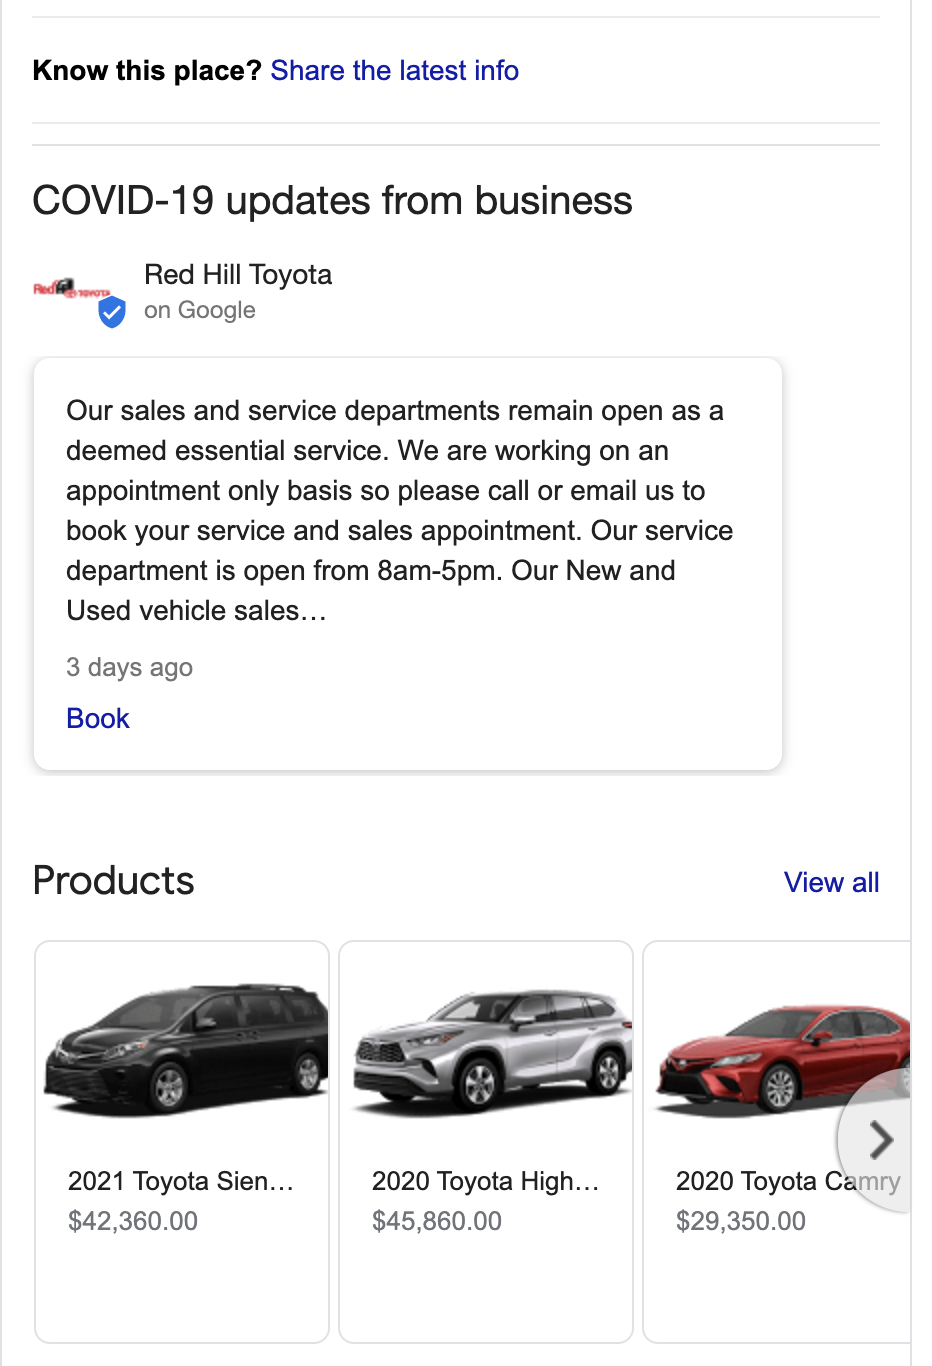 Know this place? Share the latest info
COVID-19 updates from business
Red Hill Toyota
on Google
Red Hill TOYOTA
Our sales and service departments remain open as a
deemed essential service. We are working on an
appointment only basis so please call or email us to
book your service and sales appointment. Our service
department is open from 8am-5pm. Our New and
Used vehicle sales...
3 days ago
Book
Products
View all
2021 Toyota Sien...
$42,360.00
2020 Toyota High...
$45,860.00
2020 Toyota Camry
$29,350.00